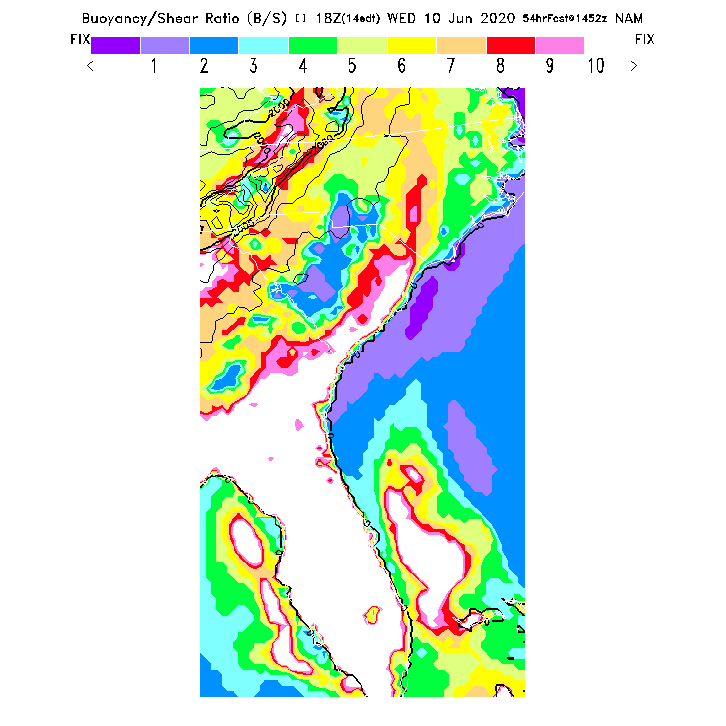 Buoyancy/Shear Ratio (B/S) [] 18Z(14edt) WED 10 Jun 2020 54hrFcst@1452z NAM
FIX FIX
< 1 2 3 4 5 6 7 8 9 10 >
2000